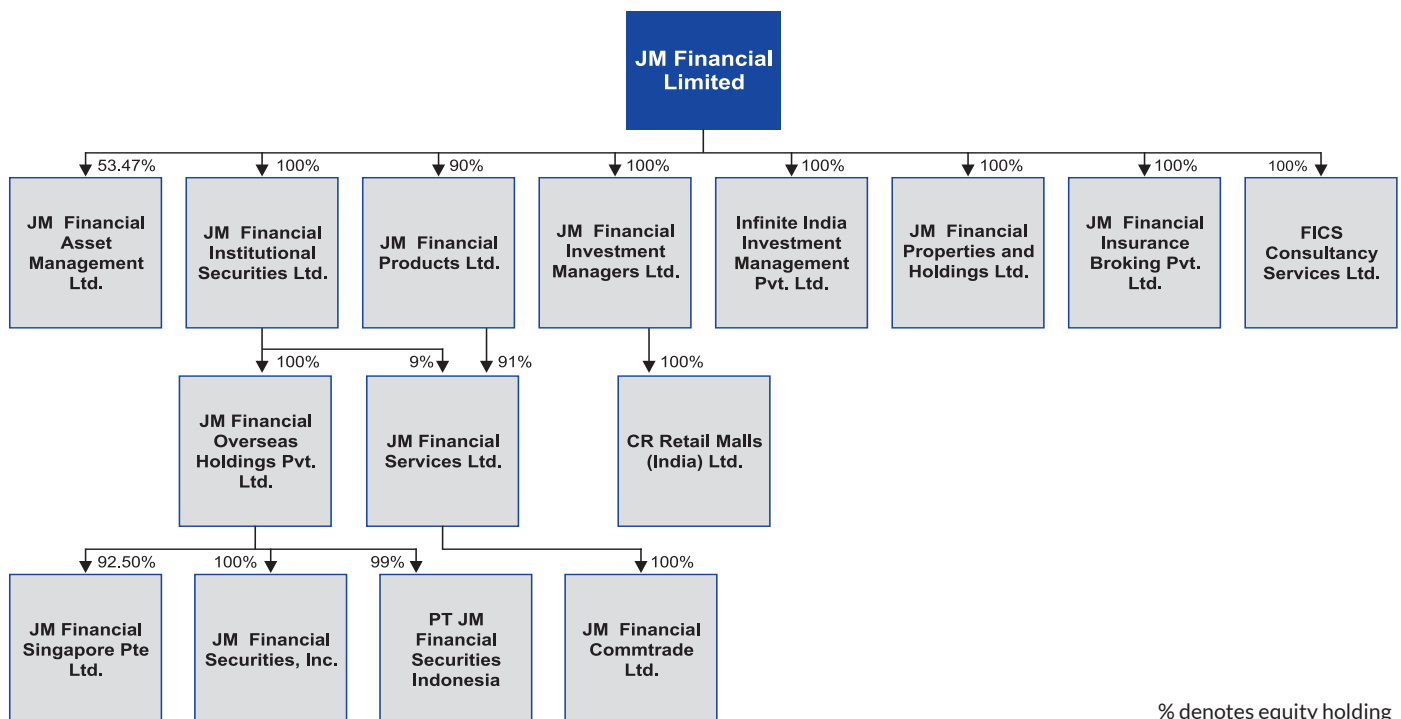 JM Financial
Limited
53.47%
100%
90%
100%
100%
100%
100%
100%
JM Financial
Asset
Management
Ltd.
JM Financial
Institutional
Securities Ltd.
JM Financial
Products Ltd.
JM Financial
Investment
Managers Ltd.
Infinite India
Investment
Management
Pvt. Ltd.
JM Financial
Properties and
Holdings Ltd.
JM Financial
Insurance
Broking Pvt.
Ltd.
FICS
Consultancy
Services Ltd.
100%
9%
91%
100%
JM Financial
Overseas
Holdings Pvt.
Ltd.
JM Financial
Services Ltd.
CR Retail Malls
(India) Ltd.
92.50%
100%
99%
100%
JM Financial
Singapore Pte
Ltd.
JM Financial
Securities, Inc.
PT JM
Financial
Securities
Indonesia
JM Financial
Commtrade
Ltd.
% denotes equity holding